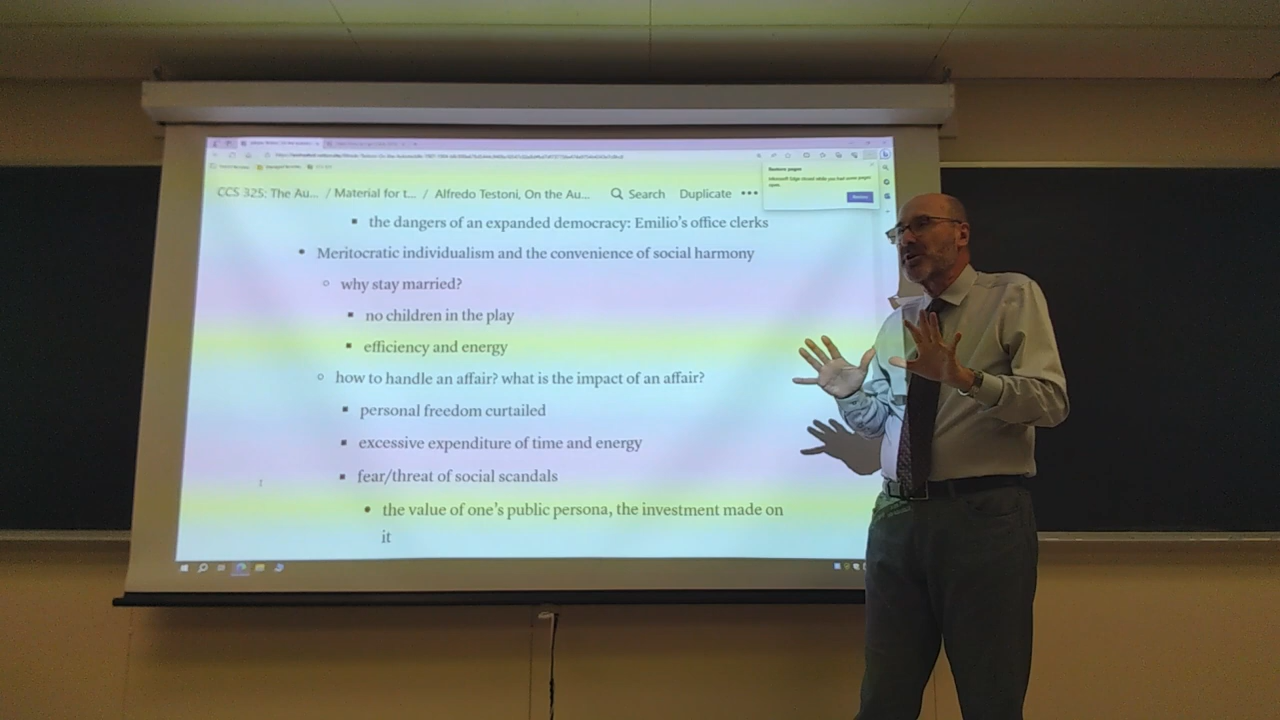 Restore pages
CCS 325: The Au... / Material for t... / Alfredo Testoni, On the Au... Search Duplicate •••
▪ the dangers of an expanded democracy: Emilio's office clerks
• Meritocratic individualism and the convenience of social harmony
○ why stay married?
▪ no children in the play
▪ efficiency and energy
○ how to handle an affair? what is the impact of an affair?
▪ personal freedom curtailed
▪ excessive expenditure of time and energy
▪ fear/threat of social scandals
• the value of one's public persona, the investment made on
it